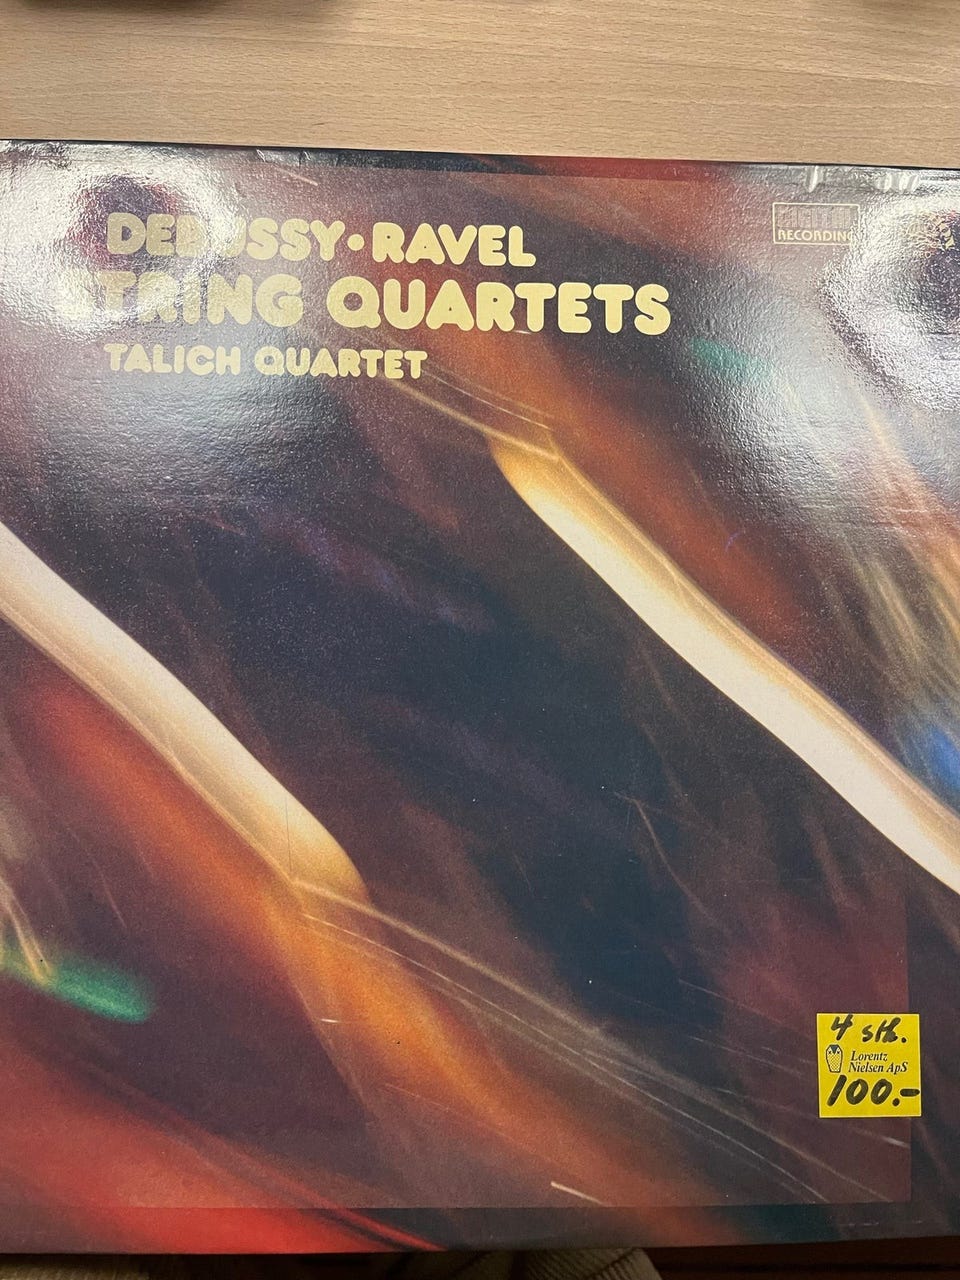 DEBUSSY • RAVEL
STRING QUARTETS
TALICH QUARTET
DIGITAL
RECORDING
4 stk.
Lorentz
Nielsen ApS
100.-